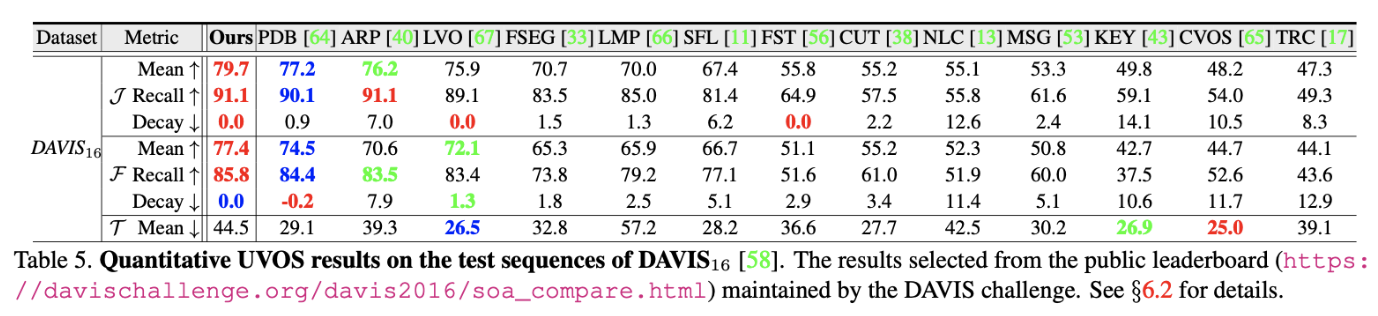 Dataset Metric Ours PDB [64] ARP [40] LVO [67] FSEG [33] LMP [66] SFL [11] FST [56] CUT [38] NLC [13] MSG [53] KEY [43] CVOS [65] TRC [17]
Mean ↑ 79.7 77.2 76.2 75.9 70.7 70.0 67.4 55.8 55.2 55.1 53.3 49.8 48.2 47.3
𝒥 Recall ↑ 91.1 90.1 91.1 89.1 83.5 85.0 81.4 64.9 57.5 55.8 61.6 59.1 54.0 49.3
Decay ↓ 0.0 0.9 7.0 0.0 1.5 1.3 6.2 0.0 2.2 12.6 2.4 14.1 10.5 8.3
DAVIS₁₆ Mean ↑ 77.4 74.5 70.6 72.1 65.3 65.9 66.7 51.1 55.2 52.3 50.8 42.7 44.7 44.1
ℱ Recall ↑ 85.8 84.4 83.5 83.4 73.8 79.2 77.1 51.6 61.0 51.9 60.0 37.5 52.6 43.6
Decay ↓ 0.0 -0.2 7.9 1.3 1.8 2.5 5.1 2.9 3.4 11.4 5.1 10.6 11.7 12.9
𝒯 Mean ↓ 44.5 29.1 39.3 26.5 32.8 57.2 28.2 36.6 27.7 42.5 30.2 26.9 25.0 39.1
Table 5. Quantitative UVOS results on the test sequences of DAVIS₁₆ [58]. The results selected from the public leaderboard (https:
//davischallenge.org/davis2016/soa_compare.html) maintained by the DAVIS challenge. See §6.2 for details.